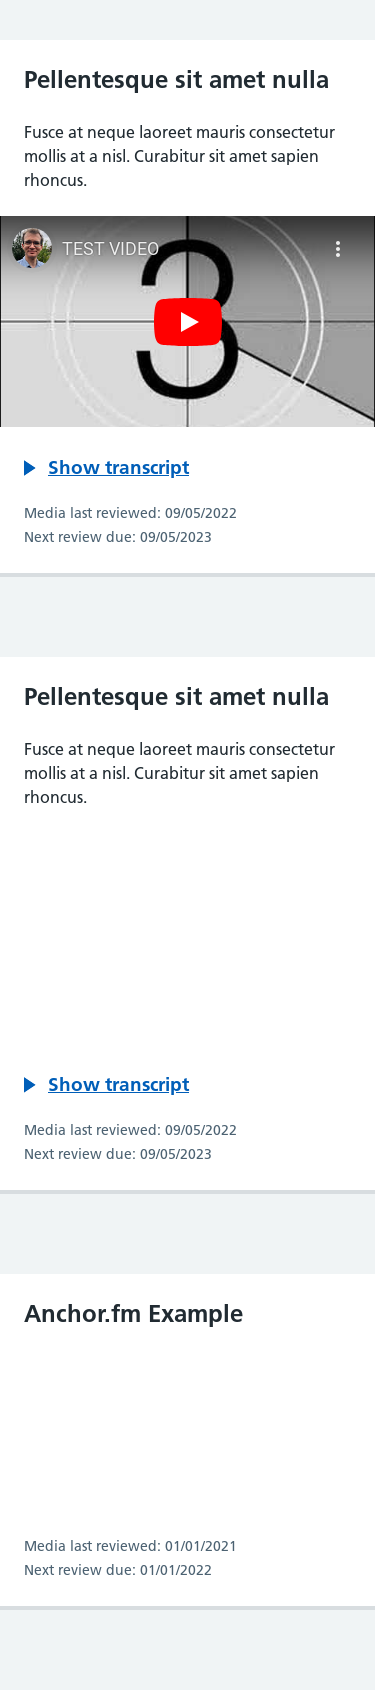 Pellentesque sit amet nulla
Fusce at neque laoreet mauris consectetur
mollis at a nisl. Curabitur sit amet sapien
rhoncus.
TEST VIDEO
3
Show transcript
Media last reviewed: 09/05/2022
Next review due: 09/05/2023
Pellentesque sit amet nulla
Fusce at neque laoreet mauris consectetur
mollis at a nisl. Curabitur sit amet sapien
rhoncus.
Show transcript
Media last reviewed: 09/05/2022
Next review due: 09/05/2023
Anchor.fm Example
Media last reviewed: 01/01/2021
Next review due: 01/01/2022